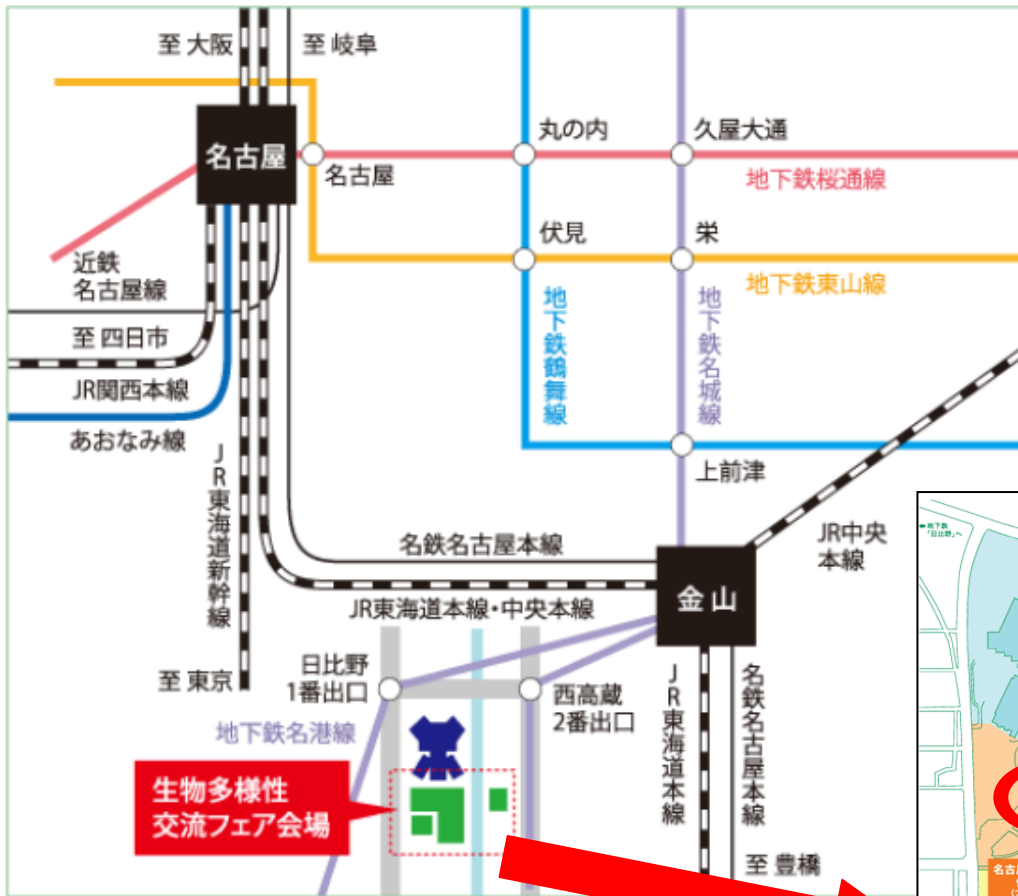 至 大阪
至 岐阜
名古屋
名古屋
丸の内
久屋大通
地下鉄桜通線
伏見
栄
地下鉄東山線
近鉄
名古屋線
至 四日市
JR関西本線
あおなみ線
地下鉄鶴舞線
地下鉄名城線
上前津
JR東海道新幹線
名鉄名古屋本線
JR東海道本線・中央本線
金山
JR中央
本線
至 東京
日比野
1番出口
西高蔵
2番出口
地下鉄名港線
JR東海道本線
名鉄名古屋本線
生物多様性
交流フェア会場
至 豊橋
地下鉄
「日比野」へ